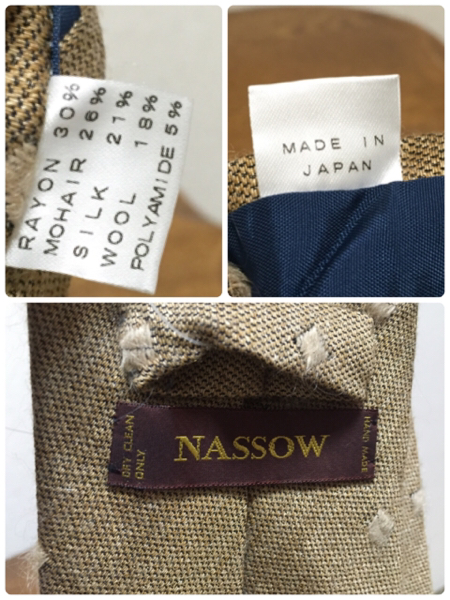 RAYON 30%
MOHAIR 26%
SILK 21%
WOOL 18%
POLYAMIDE 5%
MADE IN
JAPAN
DRY CLEAN
ONLY
NASSOW
HAND MADE